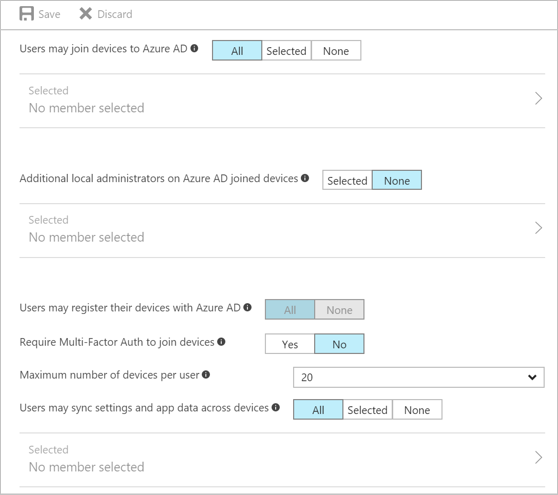 Save Discard
Users may join devices to Azure AD All Selected None
Selected
No member selected
Additional local administrators on Azure AD joined devices Selected None
Selected
No member selected
Users may register their devices with Azure AD All None
Require Multi-Factor Auth to join devices Yes No
Maximum number of devices per user 20
Users may sync settings and app data across devices All Selected None
Selected
No member selected